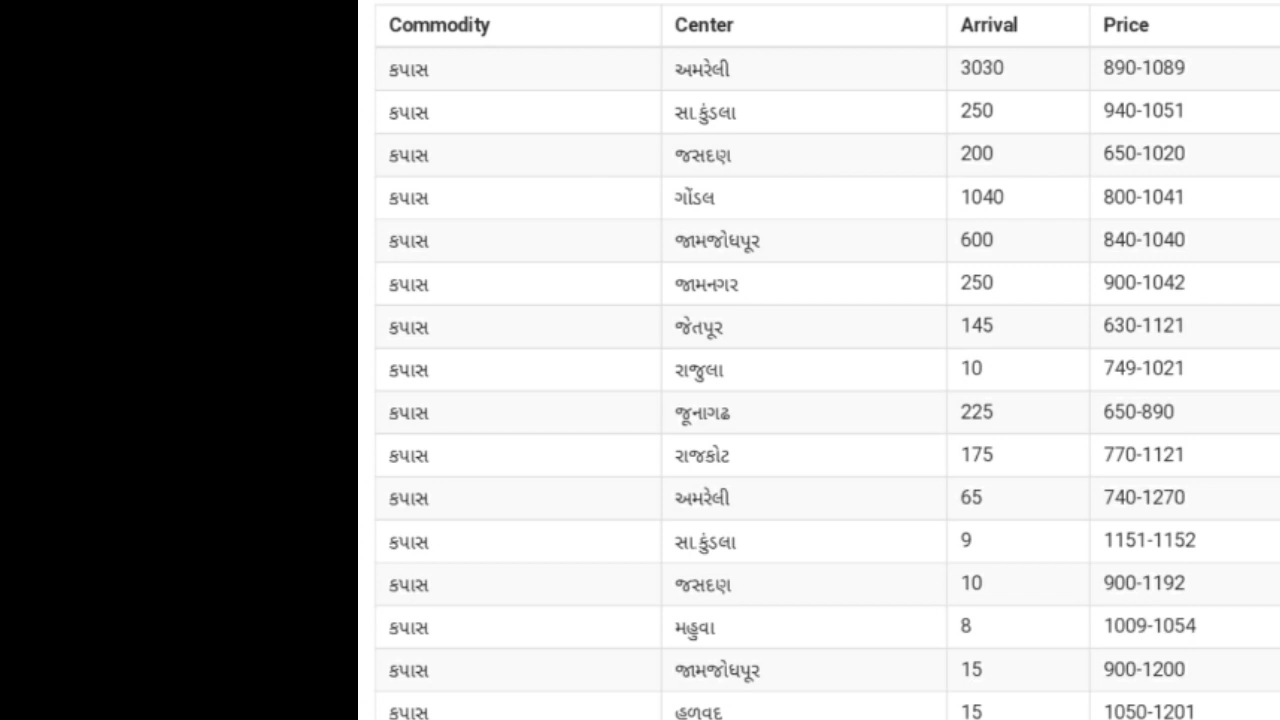 Commodity Center Arrival Price
કપાસ અમરેલી 3030 890-1089
કપાસ સા.કુંડલા 250 940-1051
કપાસ જસદણ 200 650-1020
કપાસ ગોંડલ 1040 800-1041
કપાસ જામજોધપૂર 600 840-1040
કપાસ જામનગર 250 900-1042
કપાસ જેતપૂર 145 630-1121
કપાસ રાજુલા 10 749-1021
કપાસ જૂનાગઢ 225 650-890
કપાસ રાજકોટ 175 770-1121
કપાસ અમરેલી 65 740-1270
કપાસ સા.કુંડલા 9 1151-1152
કપાસ જસદણ 10 900-1192
કપાસ મહુવા 8 1009-1054
કપાસ જામજોધપૂર 15 900-1200
કપાસ હળવદ 15 1050-1201